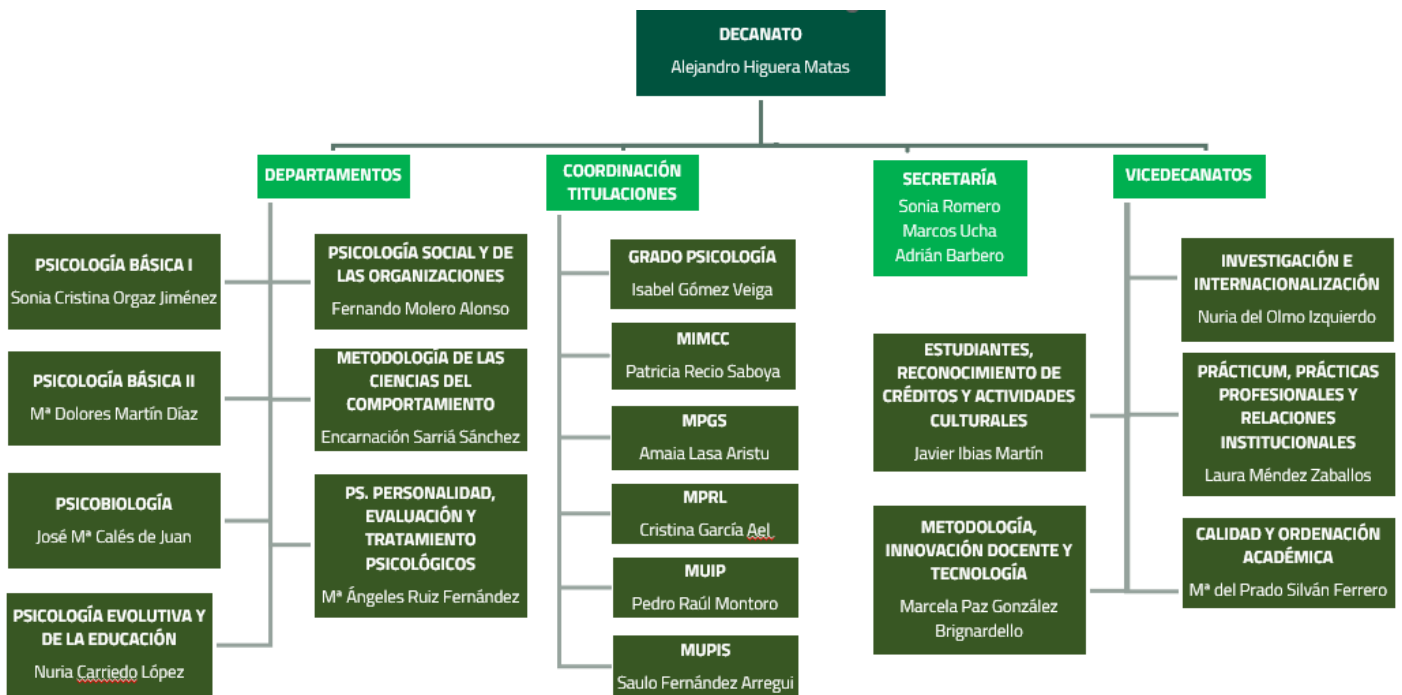 DECANATO
Alejandro Higuera Matas
DEPARTAMENTOS
PSICOLOGÍA BÁSICA I
Sonia Cristina Orgaz Jiménez
PSICOLOGÍA BÁSICA II
Mª Dolores Martín Díaz
PSICOBIOLOGÍA
José Mª Calés de Juan
PSICOLOGÍA EVOLUTIVA Y
DE LA EDUCACIÓN
Nuria Carriedo López
PSICOLOGÍA SOCIAL Y DE
LAS ORGANIZACIONES
Fernando Molero Alonso
METODOLOGÍA DE LAS
CIENCIAS DEL
COMPORTAMIENTO
Encarnación Sarriá Sánchez
PS. PERSONALIDAD,
EVALUACIÓN Y
TRATAMIENTO
PSICOLÓGICOS
Mª Ángeles Ruiz Fernández
COORDINACIÓN
TITULACIONES
GRADO PSICOLOGÍA
Isabel Gómez Veiga
MIMCC
Patricia Recio Saboya
MPGS
Amaia Lasa Aristu
MPRL
Cristina García Ael
MUIP
Pedro Raúl Montoro
MUPIS
Saulo Fernández Arregui
SECRETARÍA
Sonia Romero
Marcos Ucha
Adrián Barbero
VICEDECANATOS
ESTUDIANTES,
RECONOCIMIENTO DE
CRÉDITOS Y ACTIVIDADES
CULTURALES
Javier Ibias Martín
METODOLOGÍA,
INNOVACIÓN DOCENTE Y
TECNOLOGÍA
Marcela Paz González
Brignardello
INVESTIGACIÓN E
INTERNACIONALIZACIÓN
Nuria del Olmo Izquierdo
PRÁCTICUM, PRÁCTICAS
PROFESIONALES Y
RELACIONES
INSTITUCIONALES
Laura Méndez Zaballos
CALIDAD Y ORDENACIÓN
ACADÉMICA
Mª del Prado Silván Ferrero